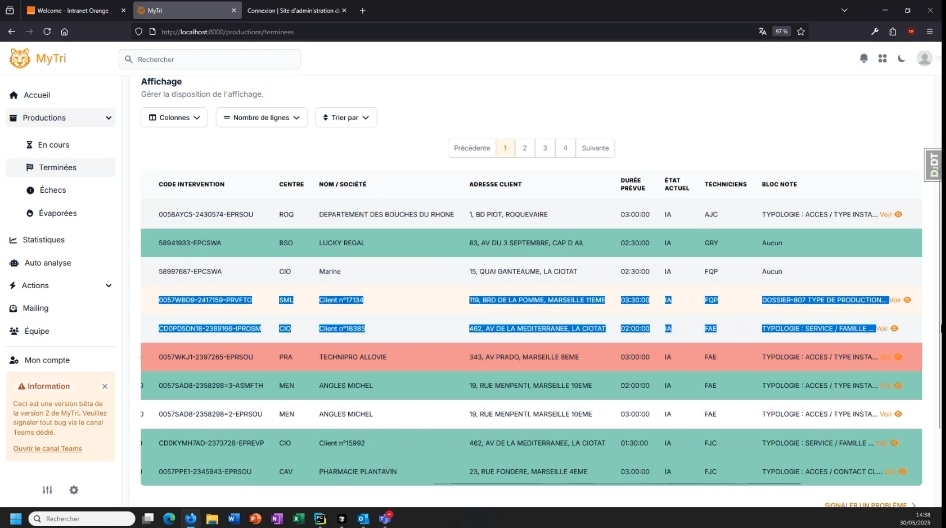 Welcome - Intranet Orange
MyTri
Connexion | Site d'administration de
http://localhost:8000/productions/terminees
97 %
MyTri
Rechercher
Accueil
Productions
En cours
Terminées
Échecs
Évaporées
Statistiques
Auto analyse
Actions
Mailing
Équipe
Mon compte
Information
Ceci est une version bêta de
la version 2 de MyTri. Veuillez
signaler tout bug via le canal
Teams dédié.
Ouvrir le canal Teams
Affichage
Gérer la disposition de l'affichage.
Colonnes
Nombre de lignes
Trier par
Précédente 1 2 3 4 Suivante
DJDT
CODE INTERVENTION CENTRE NOM / SOCIÉTÉ ADRESSE CLIENT DURÉE PRÉVUE ÉTAT ACTUEL TECHNICIENS BLOC NOTE
0058AYC5-2430574-EPRSOU ROQ DEPARTEMENT DES BOUCHES DU RHONE 1, BD PIOT, ROQUEVAIRE 03:00:00 IA AJC TYPOLOGIE : ACCES / TYPE INSTA... Voir
58941933-EPCSWA BSO LUCKY REGAL 83, AV DU 3 SEPTEMBRE, CAP D AIL 02:30:00 IA GRY Aucun
58997687-EPCSWA CIO Marine 15, QUAI GANTEAUME, LA CIOTAT 02:30:00 IA FQP Aucun
0057WBD9-2417159-PRVFTO SML Client n°17134 119, BRD DE LA POMME, MARSEILLE 11EME 03:30:00 IA FQP DOSSIER-807 TYPE DE PRODUCTION... Voir
CD0PD5DN18-2389166-IPROSM CIO Client n°16385 462, AV DE LA MEDITERRANEE, LA CIOTAT 02:00:00 IA FAE TYPOLOGIE : SERVICE / FAMILLE ... Voir
0057WKJ1-2397265-EPRSOU PRA TECHNIPRO ALLOVIE 343, AV PRADO, MARSEILLE 8EME 03:00:00 IA FAE TYPOLOGIE : ACCES / TYPE INSTA... Voir
0057SAD8-2358298=3-ASMFTH MEN ANGLES MICHEL 19, RUE MENPENTI, MARSEILLE 10EME 02:00:00 IA FAE TYPOLOGIE : ACCES / TYPE INSTA... Voir
0057SAD8-2358298=2-EPRSOU MEN ANGLES MICHEL 19, RUE MENPENTI, MARSEILLE 10EME 03:00:00 IA FAE TYPOLOGIE : ACCES / TYPE INSTA... Voir
CD0KYMH7AD-2373728-EPREVP CIO Client n°15992 462, AV DE LA MEDITERRANEE, LA CIOTAT 01:30:00 IA FJC TYPOLOGIE : SERVICE / FAMILLE ... Voir
0057PPE1-2345943-EPRSOU CAV PHARMACIE PLANTAVIN 23, RUE FONDERE, MARSEILLE 4EME 03:00:00 IA FJC TYPOLOGIE : ACCES / CONTACT CL... Voir
SIGNALER UN PROBLÈME
Rechercher
14:38
30/05/2025